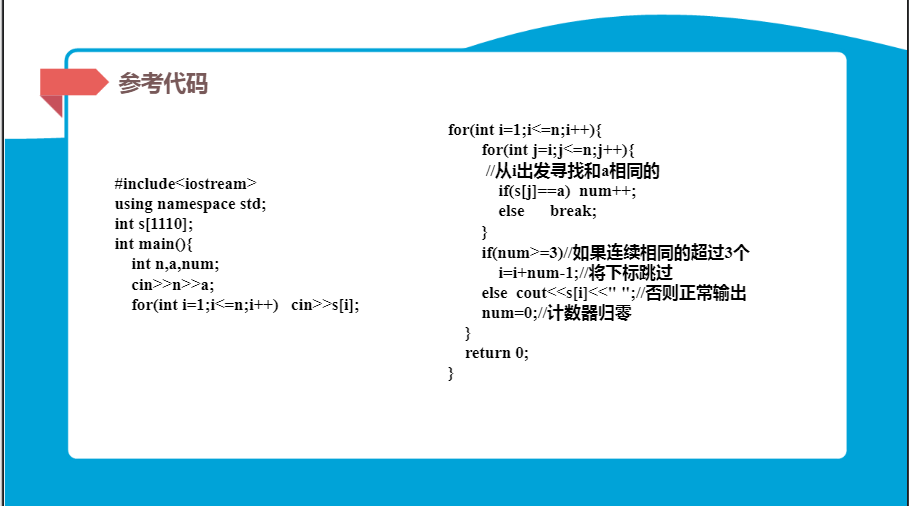 参考代码
#include<iostream>
using namespace std;
int s[1110];
int main(){
    int n,a,num;
    cin>>n>>a;
    for(int i=1;i<=n;i++)   cin>>s[i];
for(int i=1;i<=n;i++){
        for(int j=i;j<=n;j++){
         //从i出发寻找和a相同的
            if(s[j]==a)  num++;
            else      break;
        }
        if(num>=3)//如果连续相同的超过3个
            i=i+num-1;//将下标跳过
        else  cout<<s[i]<<" ";//否则正常输出
        num=0;//计数器归零
    }
    return 0;
}